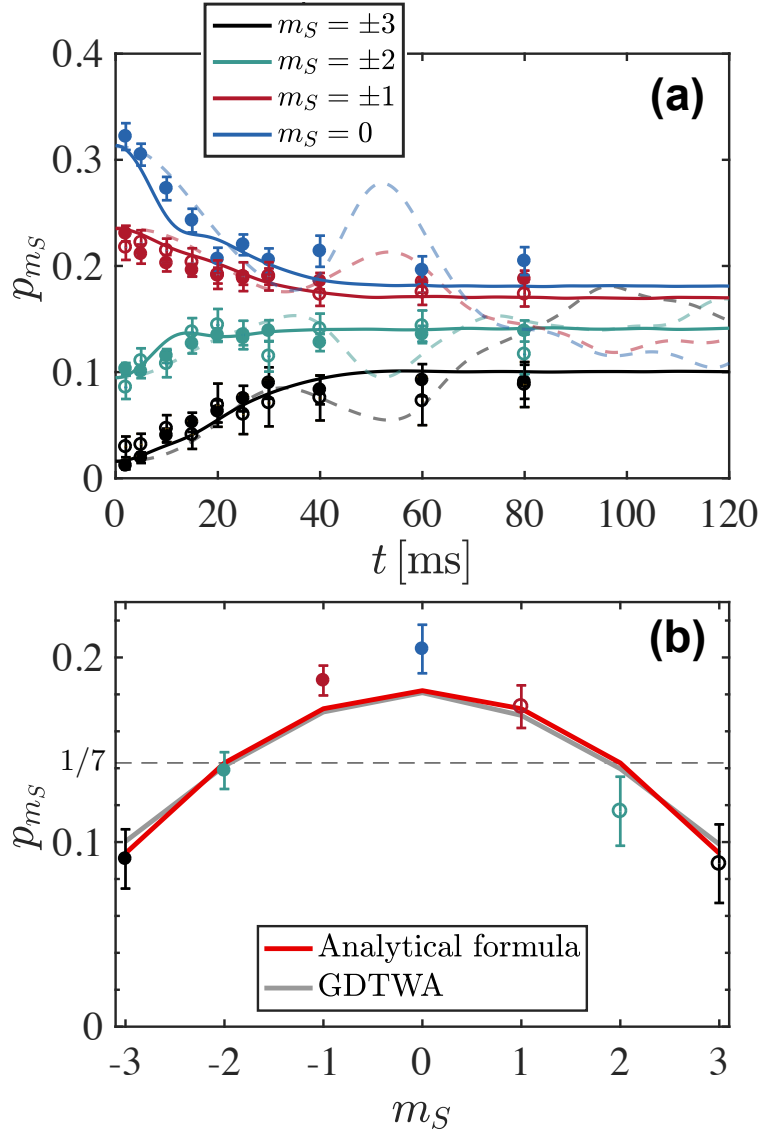 m_S = ±3
m_S = ±2
m_S = ±1
m_S = 0
(a)
0.4
0.3
0.2
0.1
0
p_{m_S}
0 20 40 60 80 100 120
t [ms]
(b)
0.2
1/7
0.1
0
p_{m_S}
Analytical formula
GDTWA
-3 -2 -1 0 1 2 3
m_S